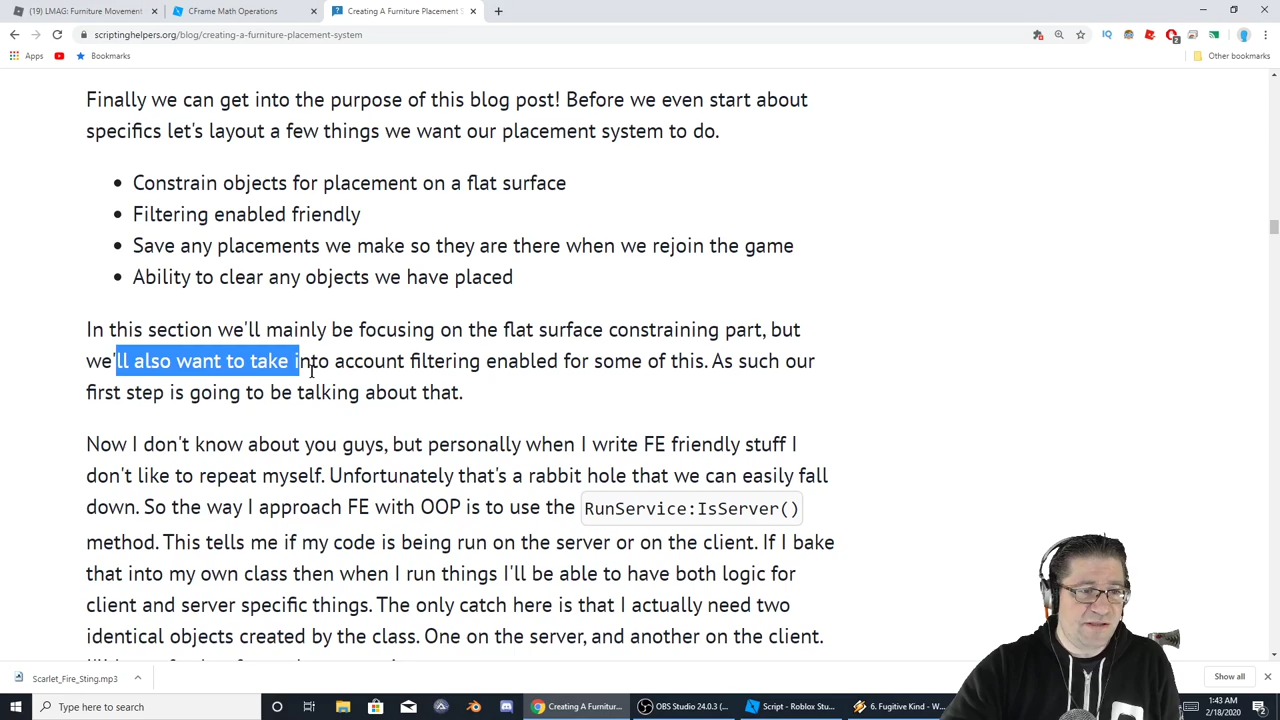 (19) LMAG: Furniture Movement
CFrame Math Operations
Creating A Furniture Placement S
scriptinghelpers.org/blog/creating-a-furniture-placement-system
Apps
Bookmarks
Other bookmarks
Finally we can get into the purpose of this blog post! Before we even start about
specifics let's layout a few things we want our placement system to do.
• Constrain objects for placement on a flat surface
• Filtering enabled friendly
• Save any placements we make so they are there when we rejoin the game
• Ability to clear any objects we have placed
In this section we'll mainly be focusing on the flat surface constraining part, but
we'll also want to take into account filtering enabled for some of this. As such our
first step is going to be talking about that.
Now I don't know about you guys, but personally when I write FE friendly stuff I
don't like to repeat myself. Unfortunately that's a rabbit hole that we can easily fall
down. So the way I approach FE with OOP is to use the RunService:IsServer()
method. This tells me if my code is being run on the server or on the client. If I bake
that into my own class then when I run things I'll be able to have both logic for
client and server specific things. The only catch here is that I actually need two
identical objects created by the class. One on the server, and another on the client.
Scarlet_Fire_Sting.mp3
Show all
Type here to search
Creating A Furnitur...
OBS Studio 24.0.3 (...
Script - Roblox Stu...
6. Fugitive Kind - W...
1:43 AM
2/18/2020